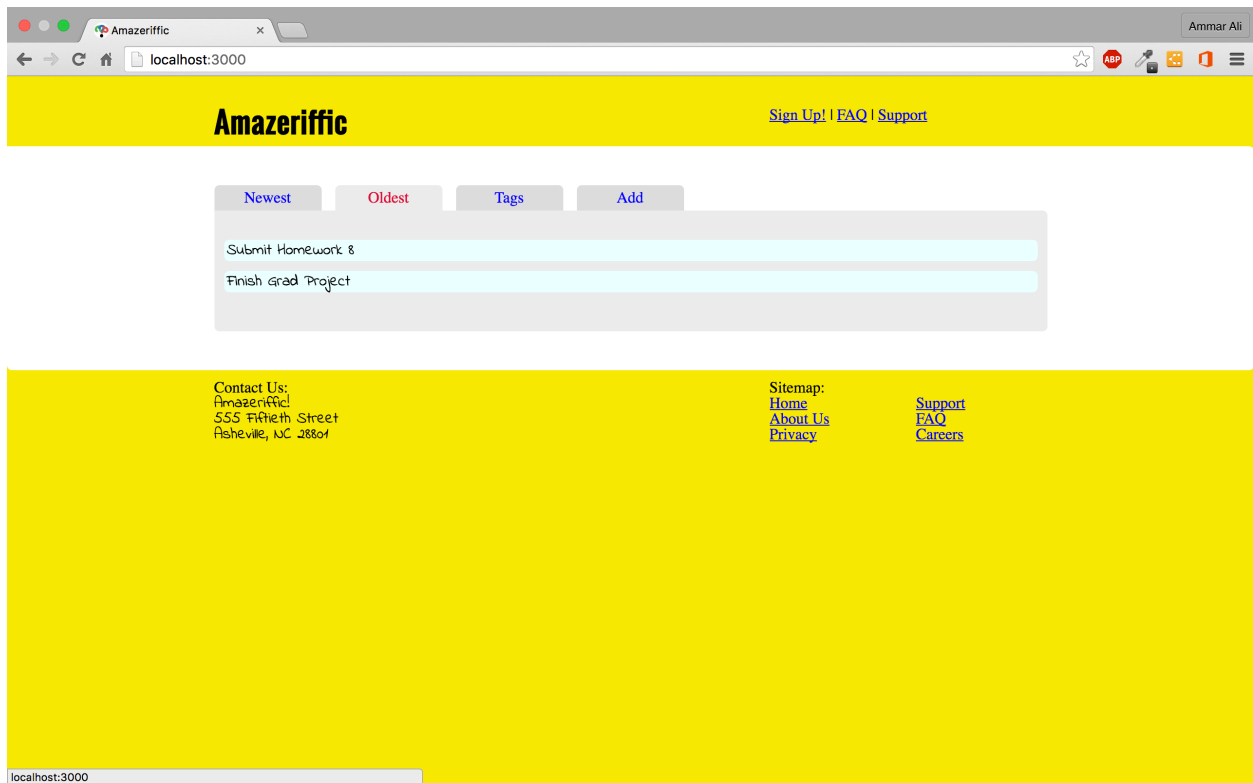 Amazeriffic
Ammar Ali
localhost:3000
ABP
Amazeriffic
Sign Up! | FAQ | Support
Newest Oldest Tags Add
Submit Homework 8
Finish Grad Project
Contact Us:
Amazeriffic!
555 Fiftieth Street
Asheville, NC 28801
Sitemap:
Home Support
About Us FAQ
Privacy Careers
localhost:3000